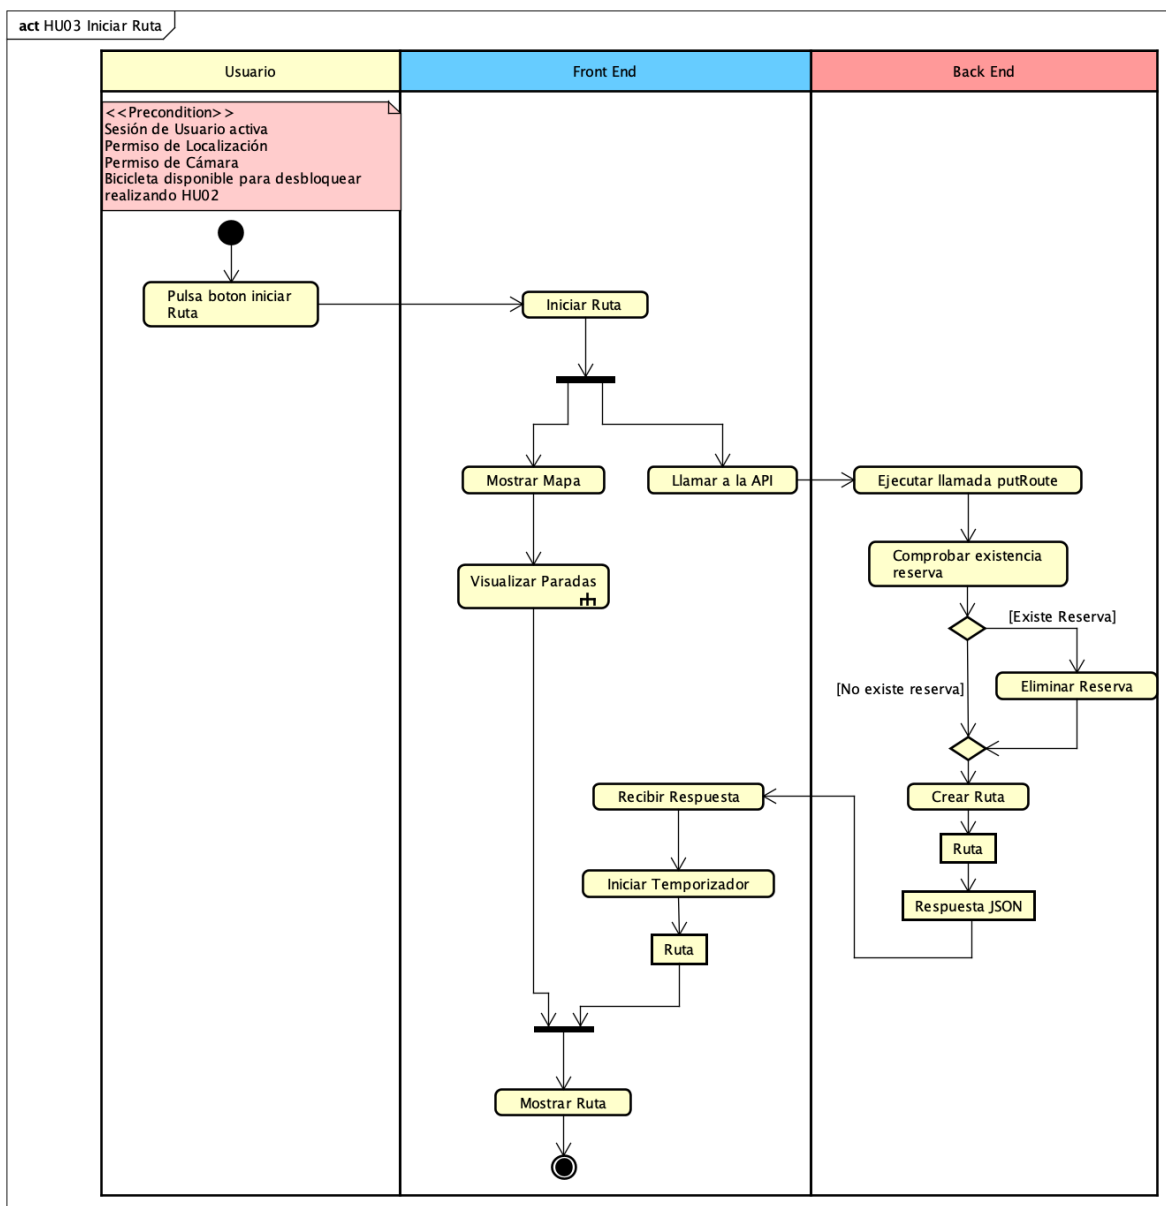 act HU03 Iniciar Ruta
Usuario
Front End
Back End
<<Precondition>>
Sesión de Usuario activa
Permiso de Localización
Permiso de Cámara
Bicicleta disponible para desbloquear
realizando HU02
Pulsa boton iniciar
Ruta
Iniciar Ruta
Mostrar Mapa
Llamar a la API
Ejecutar llamada putRoute
Comprobar existencia
reserva
Visualizar Paradas
[Existe Reserva]
[No existe reserva]
Eliminar Reserva
Recibir Respuesta
Crear Ruta
Ruta
Iniciar Temporizador
Respuesta JSON
Ruta
Mostrar Ruta